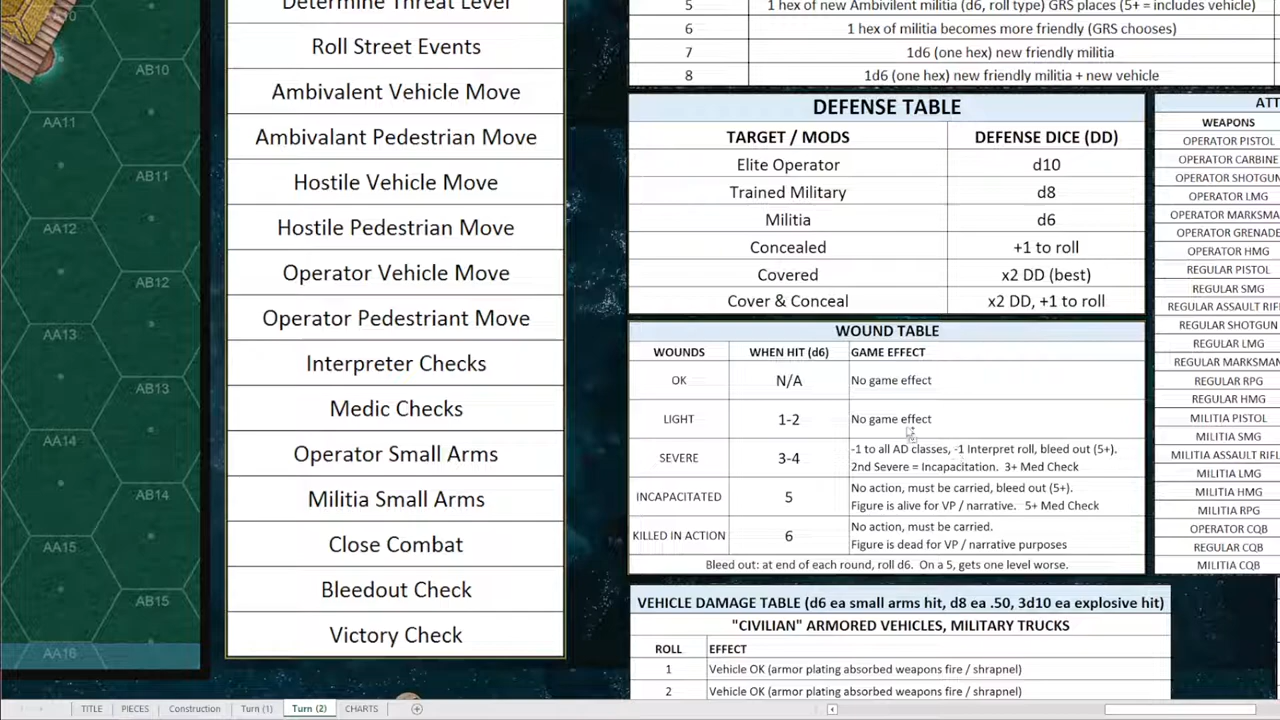 AA10
AB10
AA11
AB11
AA12
AB12
AA13
AB13
AA14
AB14
AA15
AB15
AA16
Determine Threat Level
Roll Street Events
Ambivalent Vehicle Move
Ambivalant Pedestrian Move
Hostile Vehicle Move
Hostile Pedestrian Move
Operator Vehicle Move
Operator Pedestriant Move
Interpreter Checks
Medic Checks
Operator Small Arms
Militia Small Arms
Close Combat
Bleedout Check
Victory Check
5 1 hex of new Ambivilent militia (d6, roll type) GRS places (5+ = includes vehicle)
6 1 hex of militia becomes more friendly (GRS chooses)
7 1d6 (one hex) new friendly militia
8 1d6 (one hex) new friendly militia + new vehicle
DEFENSE TABLE
TARGET / MODS DEFENSE DICE (DD)
Elite Operator d10
Trained Military d8
Militia d6
Concealed +1 to roll
Covered x2 DD (best)
Cover & Conceal x2 DD, +1 to roll
WOUND TABLE
WOUNDS WHEN HIT (d6) GAME EFFECT
OK N/A No game effect
LIGHT 1-2 No game effect
SEVERE 3-4 -1 to all AD classes, -1 Interpret roll, bleed out (5+).
2nd Severe = Incapacitation. 3+ Med Check
INCAPACITATED 5 No action, must be carried, bleed out (5+).
Figure is alive for VP / narrative. 5+ Med Check
KILLED IN ACTION 6 No action, must be carried.
Figure is dead for VP / narrative purposes
Bleed out: at end of each round, roll d6. On a 5, gets one level worse.
VEHICLE DAMAGE TABLE (d6 ea small arms hit, d8 ea .50, 3d10 ea explosive hit)
"CIVILIAN" ARMORED VEHICLES, MILITARY TRUCKS
ROLL EFFECT
1 Vehicle OK (armor plating absorbed weapons fire / shrapnel)
2 Vehicle OK (armor plating absorbed weapons fire / shrapnel)
ATT
WEAPONS
OPERATOR PISTOL
OPERATOR CARBINE
OPERATOR SHOTGUN
OPERATOR LMG
OPERATOR MARKSMA
OPERATOR GRENADE
OPERATOR HMG
REGULAR PISTOL
REGULAR SMG
REGULAR ASSAULT RIFL
REGULAR SHOTGUN
REGULAR LMG
REGULAR MARKSMAN
REGULAR RPG
REGULAR HMG
MILITIA PISTOL
MILITIA SMG
MILITIA ASSAULT RIFL
MILITIA LMG
MILITIA HMG
MILITIA RPG
OPERATOR CQB
REGULAR CQB
MILITIA CQB
TITLE PIECES Construction Turn (1) Turn (2) CHARTS